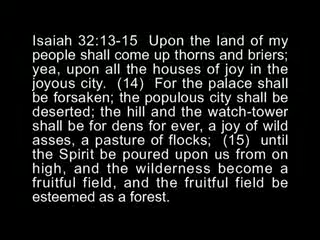 Isaiah 32:13-15  Upon the land of my
people shall come up thorns and briers;
yea, upon all the houses of joy in the
joyous city.  (14)  For the palace shall
be forsaken; the populous city shall be
deserted; the hill and the watch-tower
shall be for dens for ever, a joy of wild
asses, a pasture of flocks;  (15)  until
the Spirit be poured upon us from on
high, and the wilderness become a
fruitful field, and the fruitful field be
esteemed as a forest.